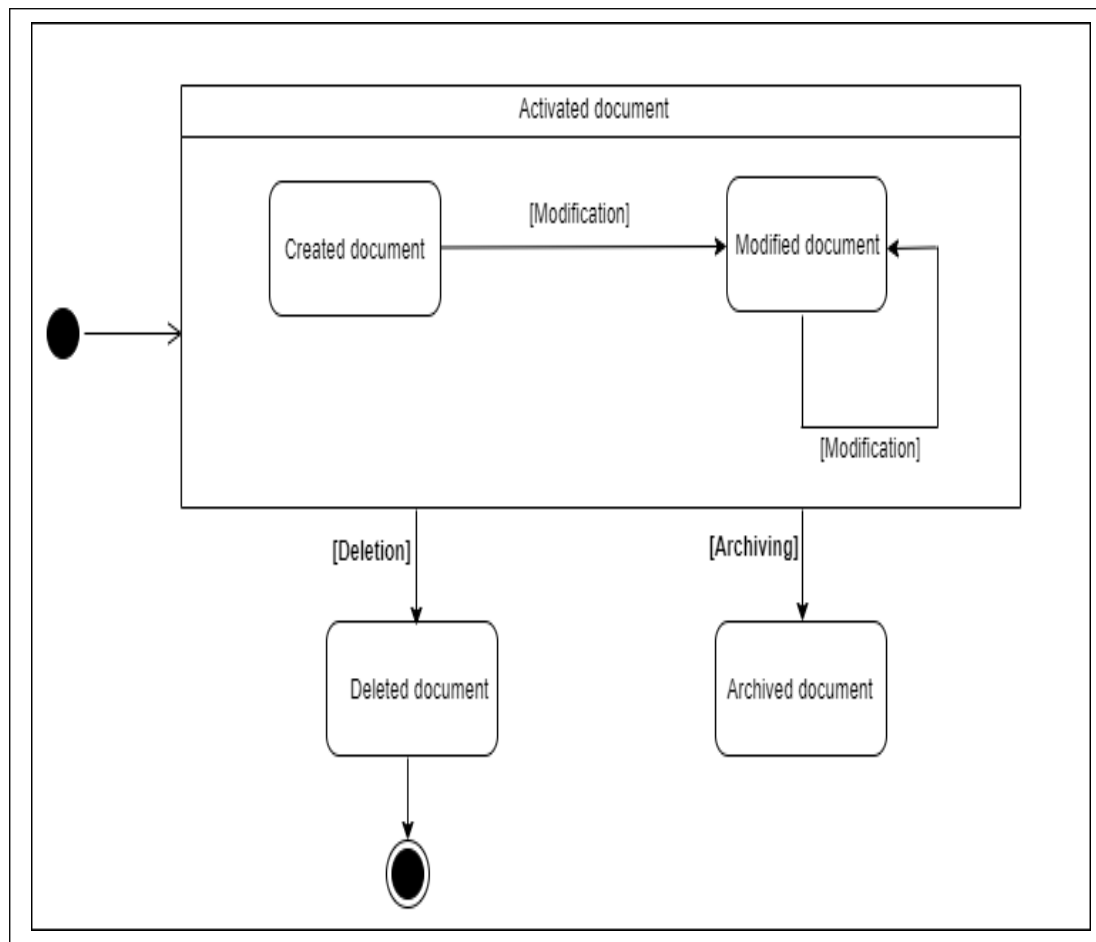 Activated document
[Modification]
Created document
Modified document
[Modification]
[Deletion]
[Archiving]
Deleted document
Archived document